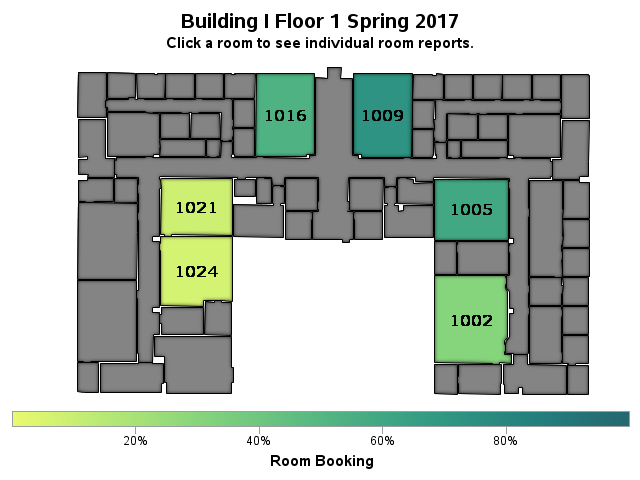 Building I Floor 1 Spring 2017
Click a room to see individual room reports.
1016
1009
1021
1005
1024
1002
20% 40% 60% 80%
Room Booking